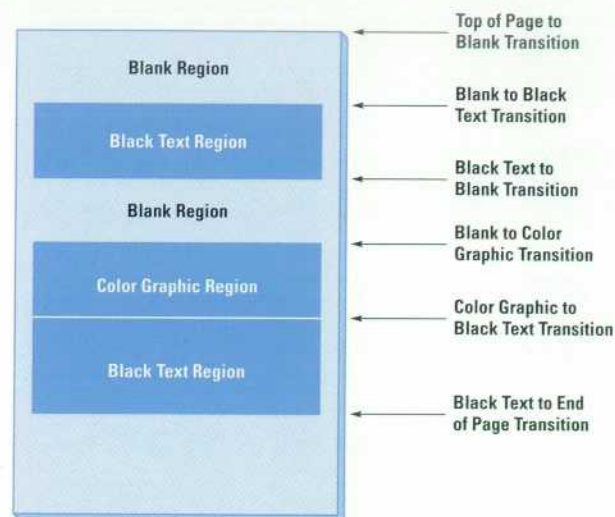 Top of Page to
Blank Transition
Blank Region
Blank to Black
Text Transition
Black Text Region
Black Text to
Blank Transition
Blank Region
Blank to Color
Graphic Transition
Color Graphic Region
Color Graphic to
Black Text Transition
Black Text Region
Black Text to End
of Page Transition